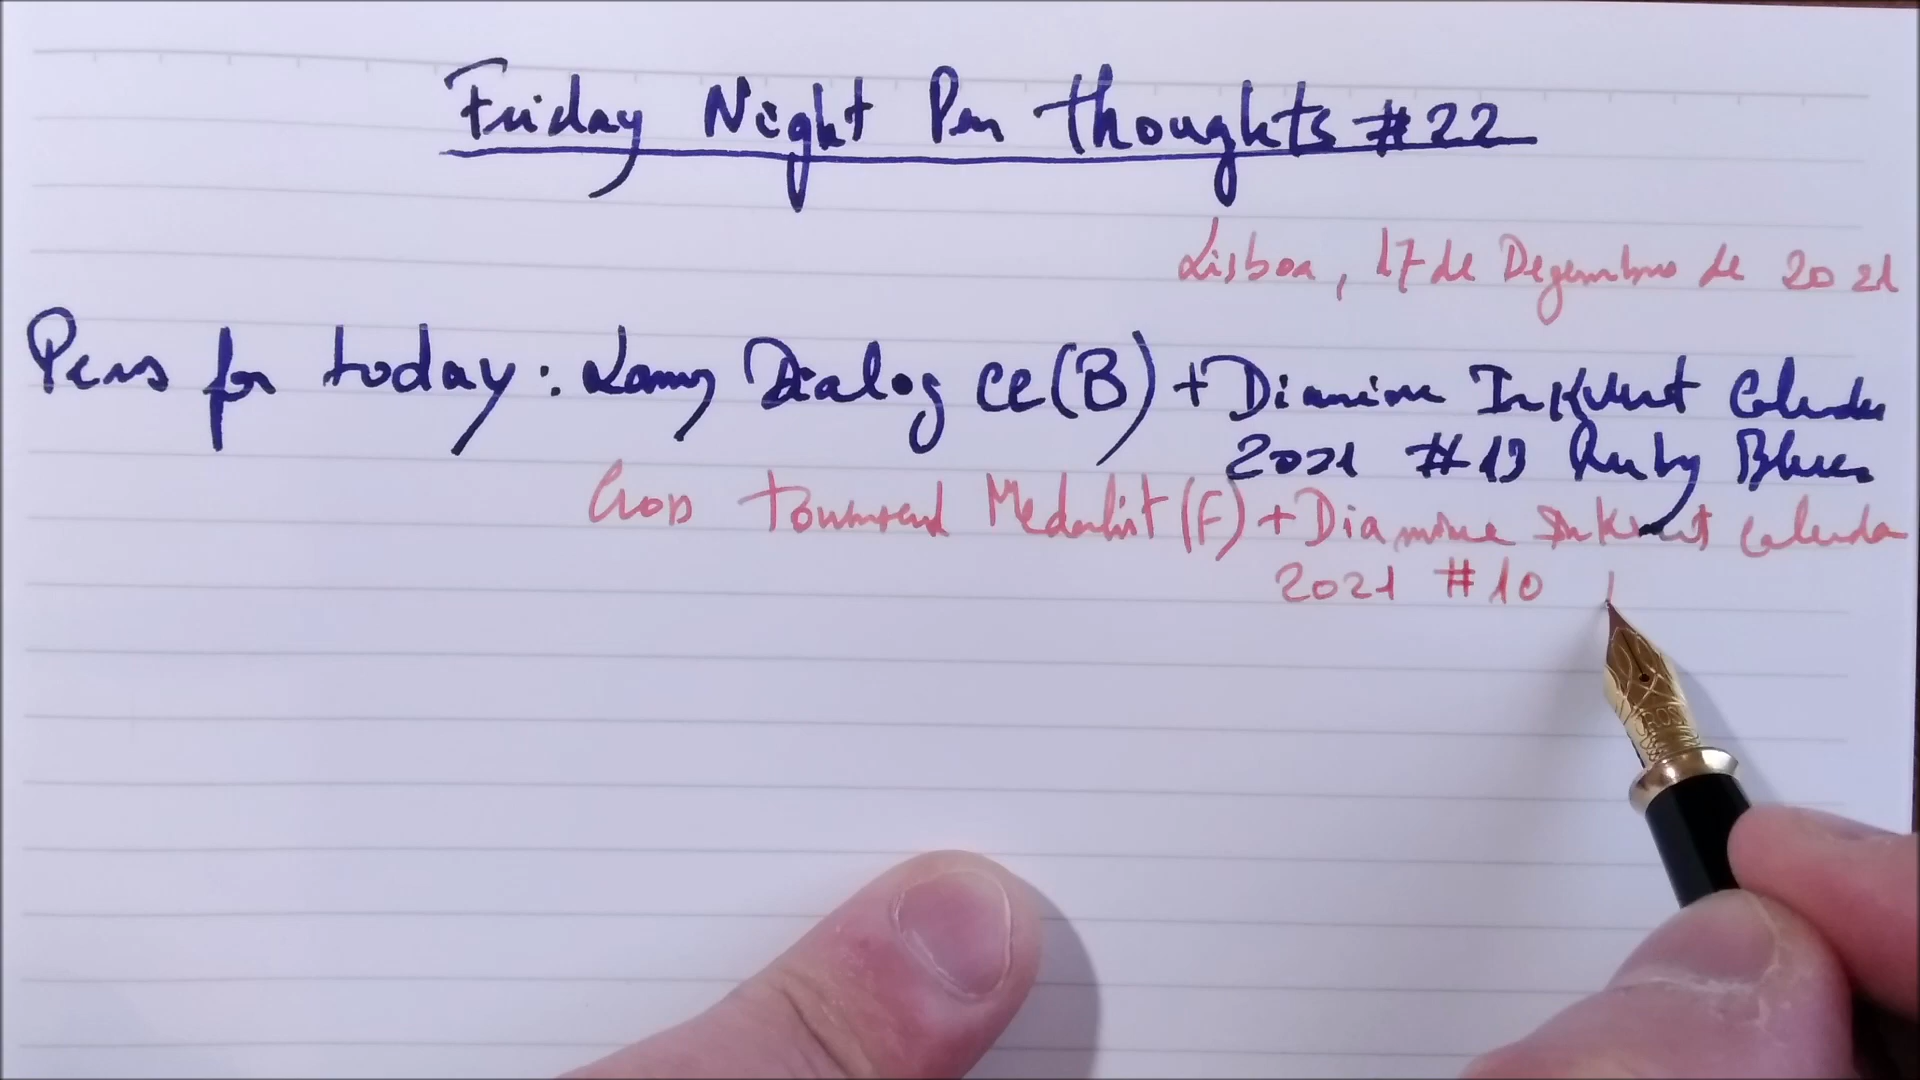 Friday Night Pen Thoughts #22
Lisboa, 17 de Dezembro de 2021
Pens for today: Lamy Dialog CC (B) + Diamine InkVent Calendar
2021 #13 Ruby Blues
Cross Townsend Medalist (F) + Diamine InkVent Calendar
2021 #10